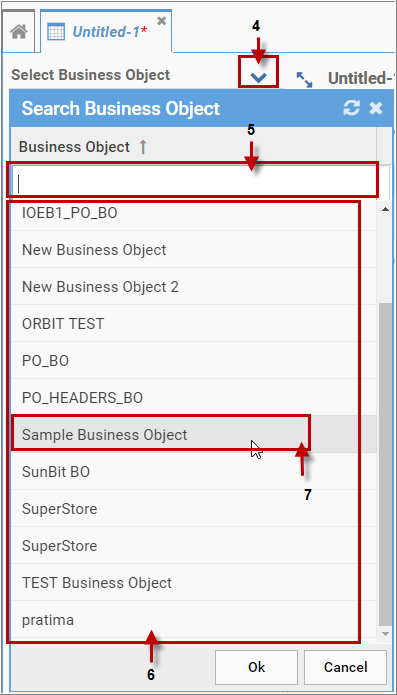 4
Untitled-1*
Select Business Object Untitled-
Search Business Object
5
Business Object ↑
IOEB1_PO_BO
New Business Object
New Business Object 2
ORBIT TEST
PO_BO
PO_HEADERS_BO
Sample Business Object
SunBit BO
7
SuperStore
SuperStore
TEST Business Object
pratima
6
Ok Cancel